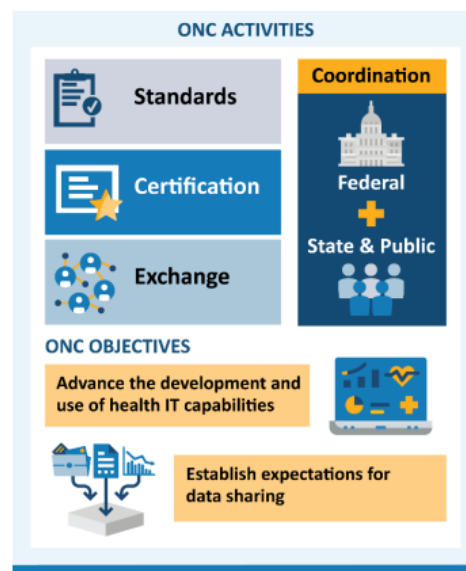 ONC ACTIVITIES
Standards
Certification
Exchange
Coordination
Federal
State & Public
ONC OBJECTIVES
Advance the development and
use of health IT capabilities
Establish expectations for
data sharing